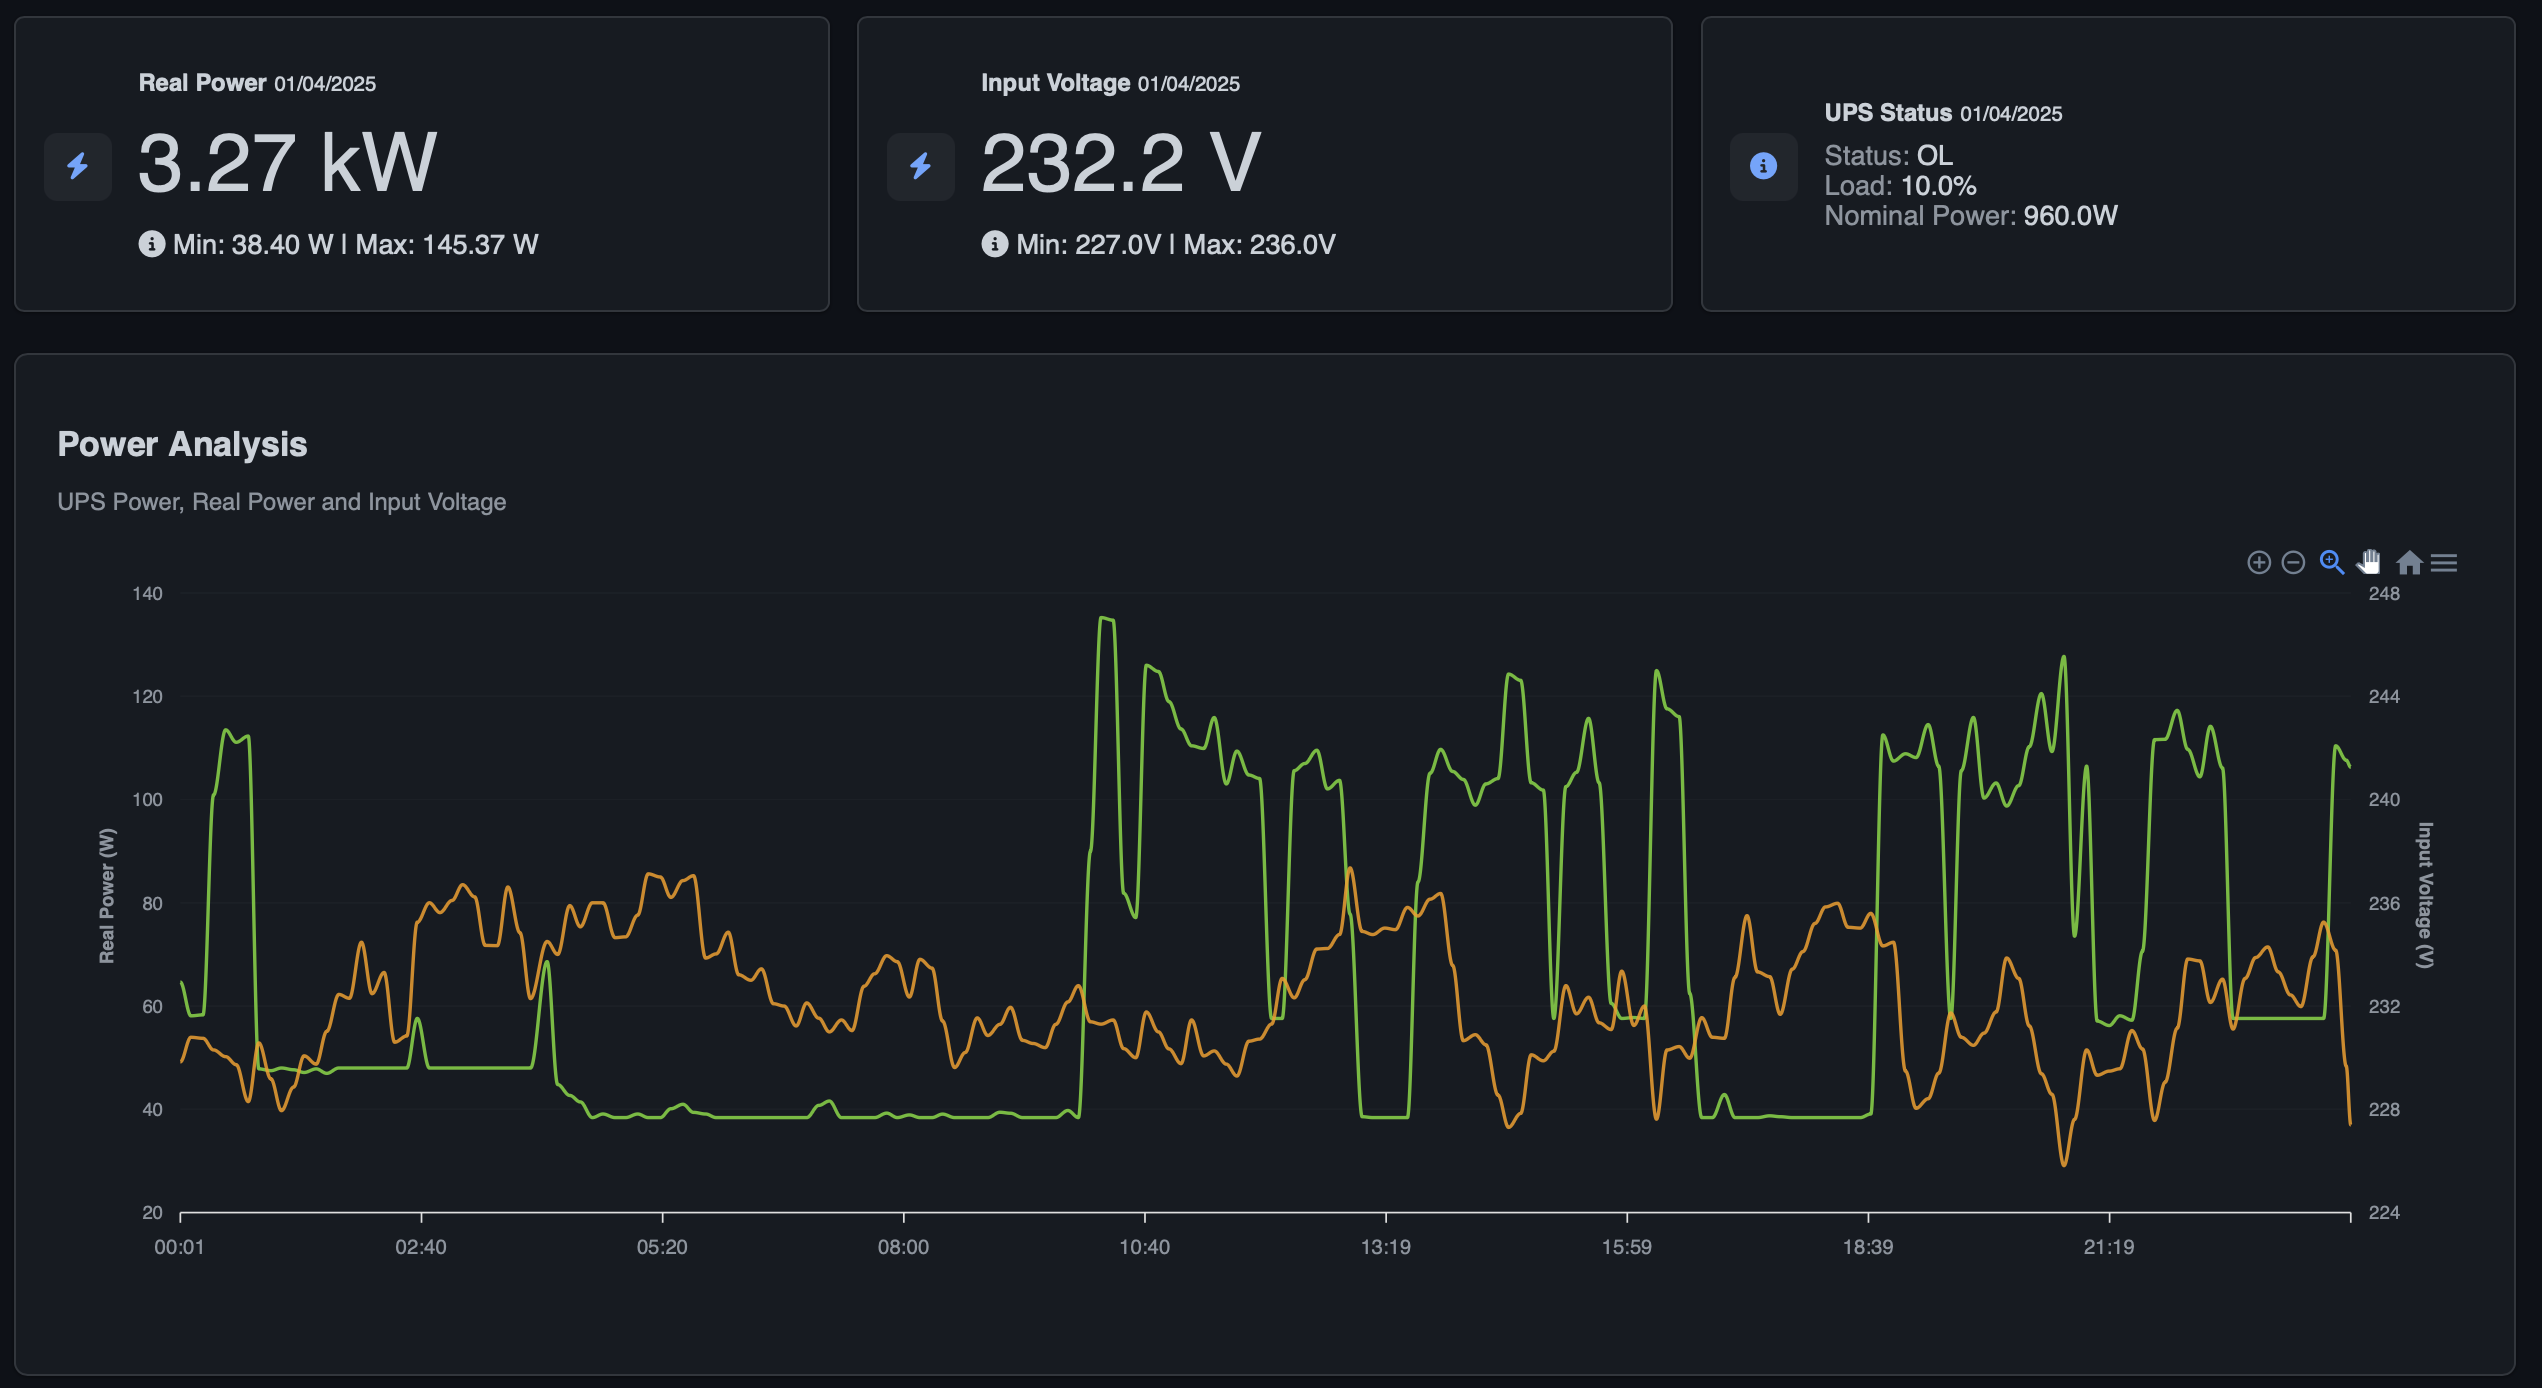 Real Power 01/04/2025
3.27 kW
Min: 38.40 W | Max: 145.37 W
Input Voltage 01/04/2025
232.2 V
Min: 227.0V | Max: 236.0V
UPS Status 01/04/2025
Status: OL
Load: 10.0%
Nominal Power: 960.0W
Power Analysis
UPS Power, Real Power and Input Voltage
140
120
100
80
60
40
20
Real Power (W)
248
244
240
236
232
228
224
Input Voltage (V)
00:01 02:40 05:20 08:00 10:40 13:19 15:59 18:39 21:19